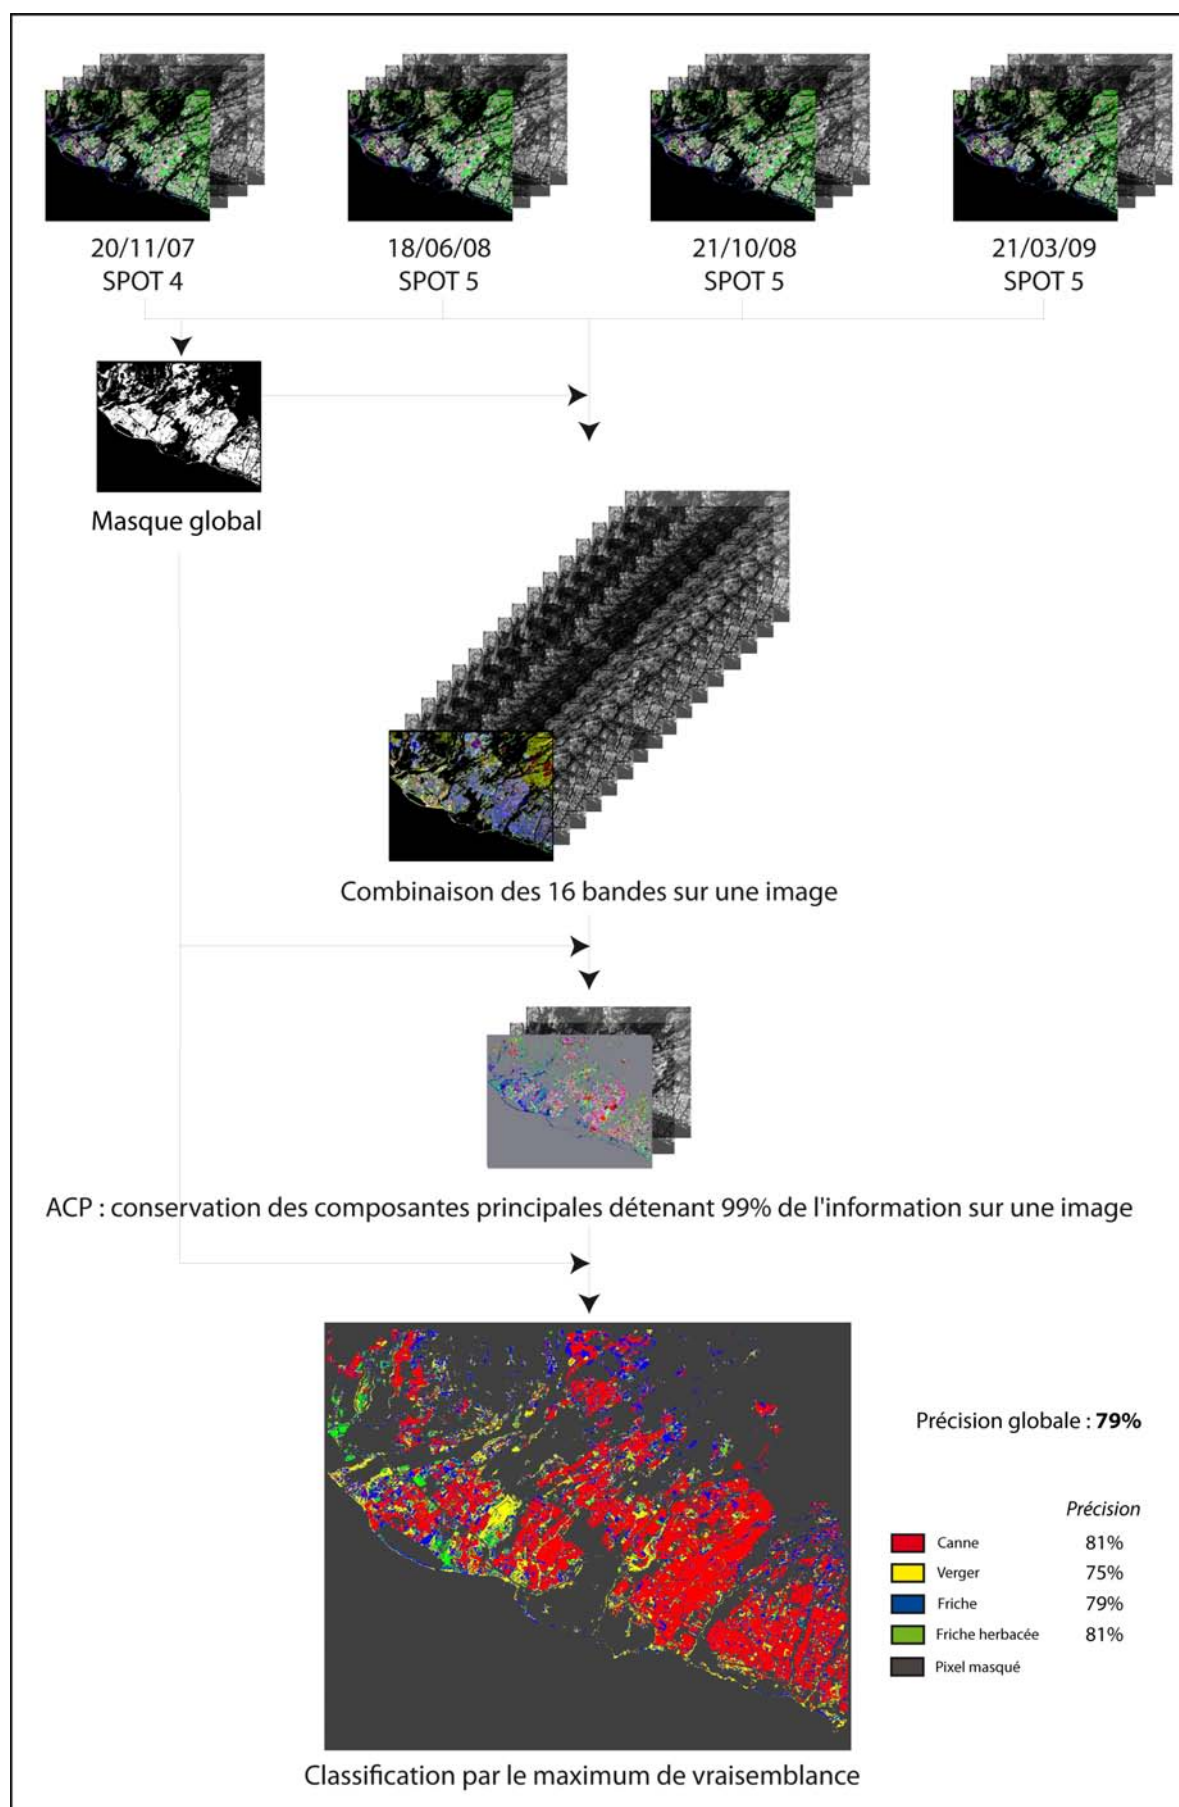 20/11/07
SPOT 4
18/06/08
SPOT 5
21/10/08
SPOT 5
21/03/09
SPOT 5
Masque global
Combinaison des 16 bandes sur une image
ACP : conservation des composantes principales détenant 99% de l'information sur une image
Précision globale : 79%
Précision
Canne 81%
Verger 75%
Friche 79%
Friche herbacée 81%
Pixel masqué
Classification par le maximum de vraisemblance